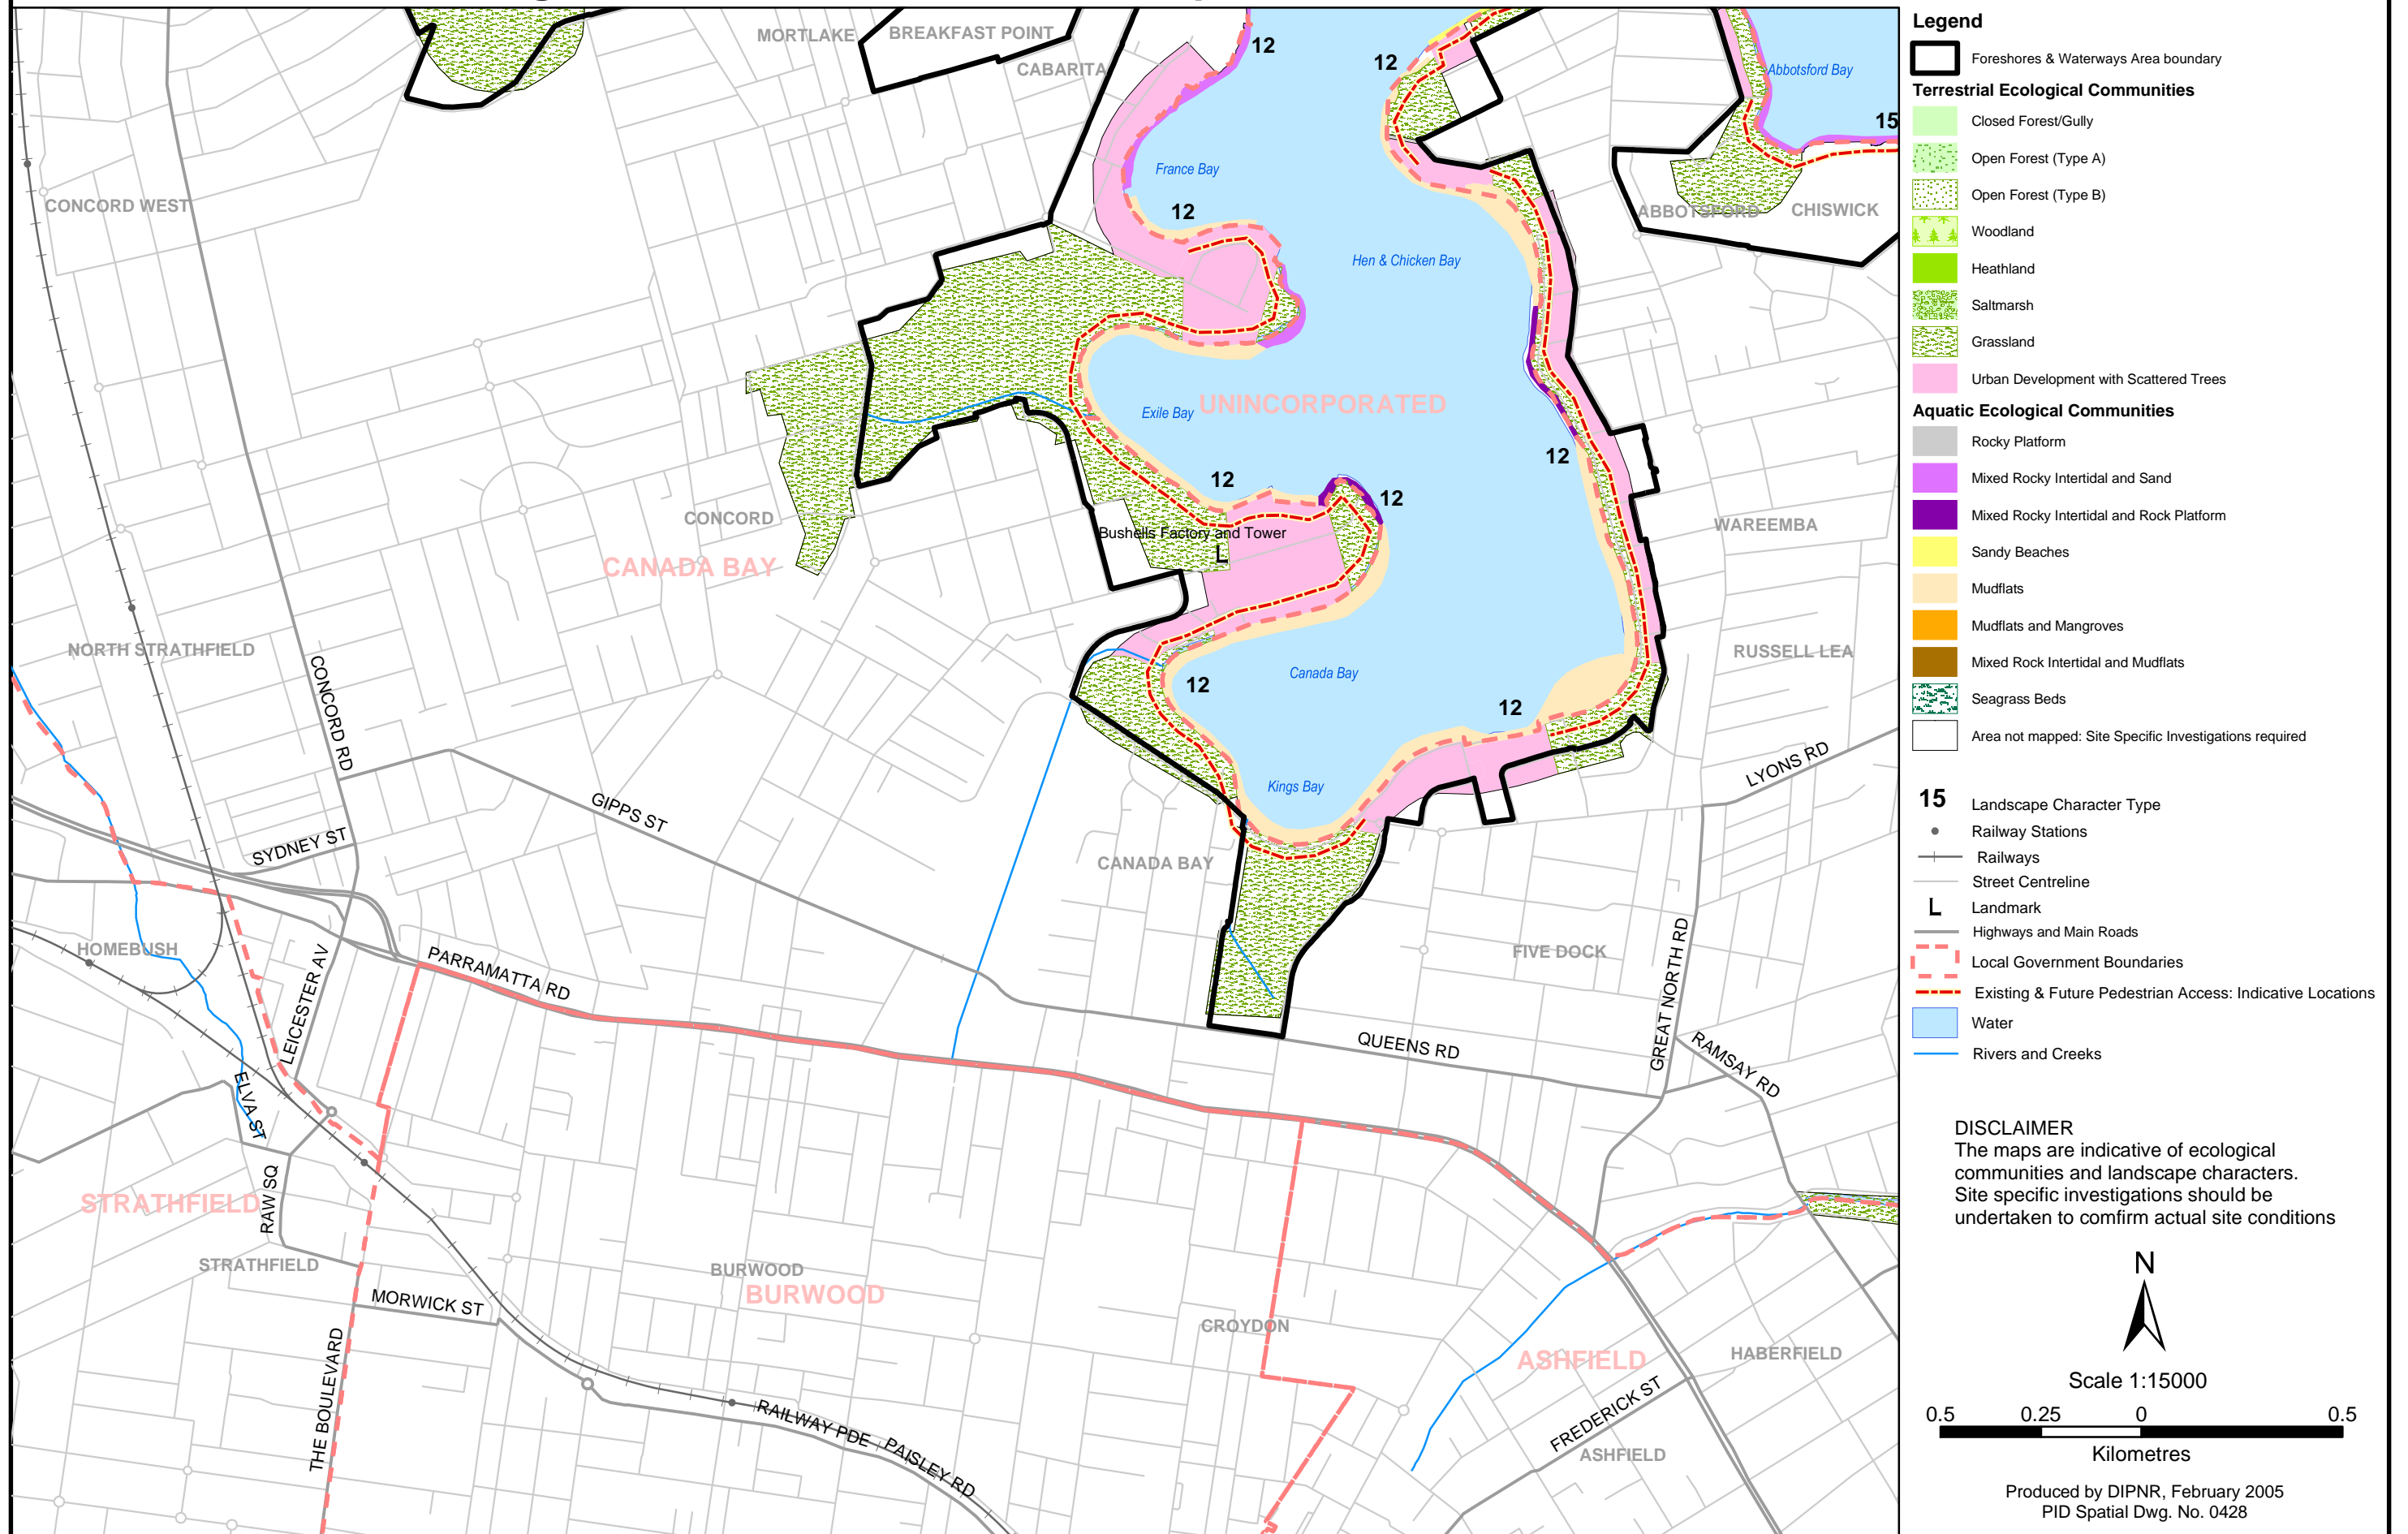 MORTLAKE
BREAKFAST POINT
CABARITA
12
12
Abbotsford Bay
15
France Bay
12
CONCORD WEST
ABBOTSFORD
CHISWICK
Hen & Chicken Bay
Exile Bay
UNINCORPORATED
12
12
12
CONCORD
Bushells Factory and Tower
L
WAREEMBA
CANADA BAY
NORTH STRATHFIELD
RUSSELL LEA
CONCORD RD
12
Canada Bay
12
LYONS RD
Kings Bay
GIPPS ST
SYDNEY ST
CANADA BAY
HOMEBUSH
LEICESTER AV
PARRAMATTA RD
FIVE DOCK
GREAT NORTH RD
QUEENS RD
RAMSAY RD
ELVA ST
RAW SQ
STRATHFIELD
STRATHFIELD
BURWOOD
BURWOOD
MORWICK ST
CROYDON
ASHFIELD
HABERFIELD
THE BOULEVARD
RAILWAY PDE
PAISLEY RD
FREDERICK ST
ASHFIELD
Legend
Foreshores & Waterways Area boundary
Terrestrial Ecological Communities
Closed Forest/Gully
Open Forest (Type A)
Open Forest (Type B)
Woodland
Heathland
Saltmarsh
Grassland
Urban Development with Scattered Trees
Aquatic Ecological Communities
Rocky Platform
Mixed Rocky Intertidal and Sand
Mixed Rocky Intertidal and Rock Platform
Sandy Beaches
Mudflats
Mudflats and Mangroves
Mixed Rock Intertidal and Mudflats
Seagrass Beds
Area not mapped: Site Specific Investigations required
15 Landscape Character Type
Railway Stations
Railways
Street Centreline
L Landmark
Highways and Main Roads
Local Government Boundaries
Existing & Future Pedestrian Access: Indicative Locations
Water
Rivers and Creeks
DISCLAIMER
The maps are indicative of ecological
communities and landscape characters.
Site specific investigations should be
undertaken to comfirm actual site conditions
N
Scale 1:15000
0.5 0.25 0 0.5
Kilometres
Produced by DIPNR, February 2005
PID Spatial Dwg. No. 0428